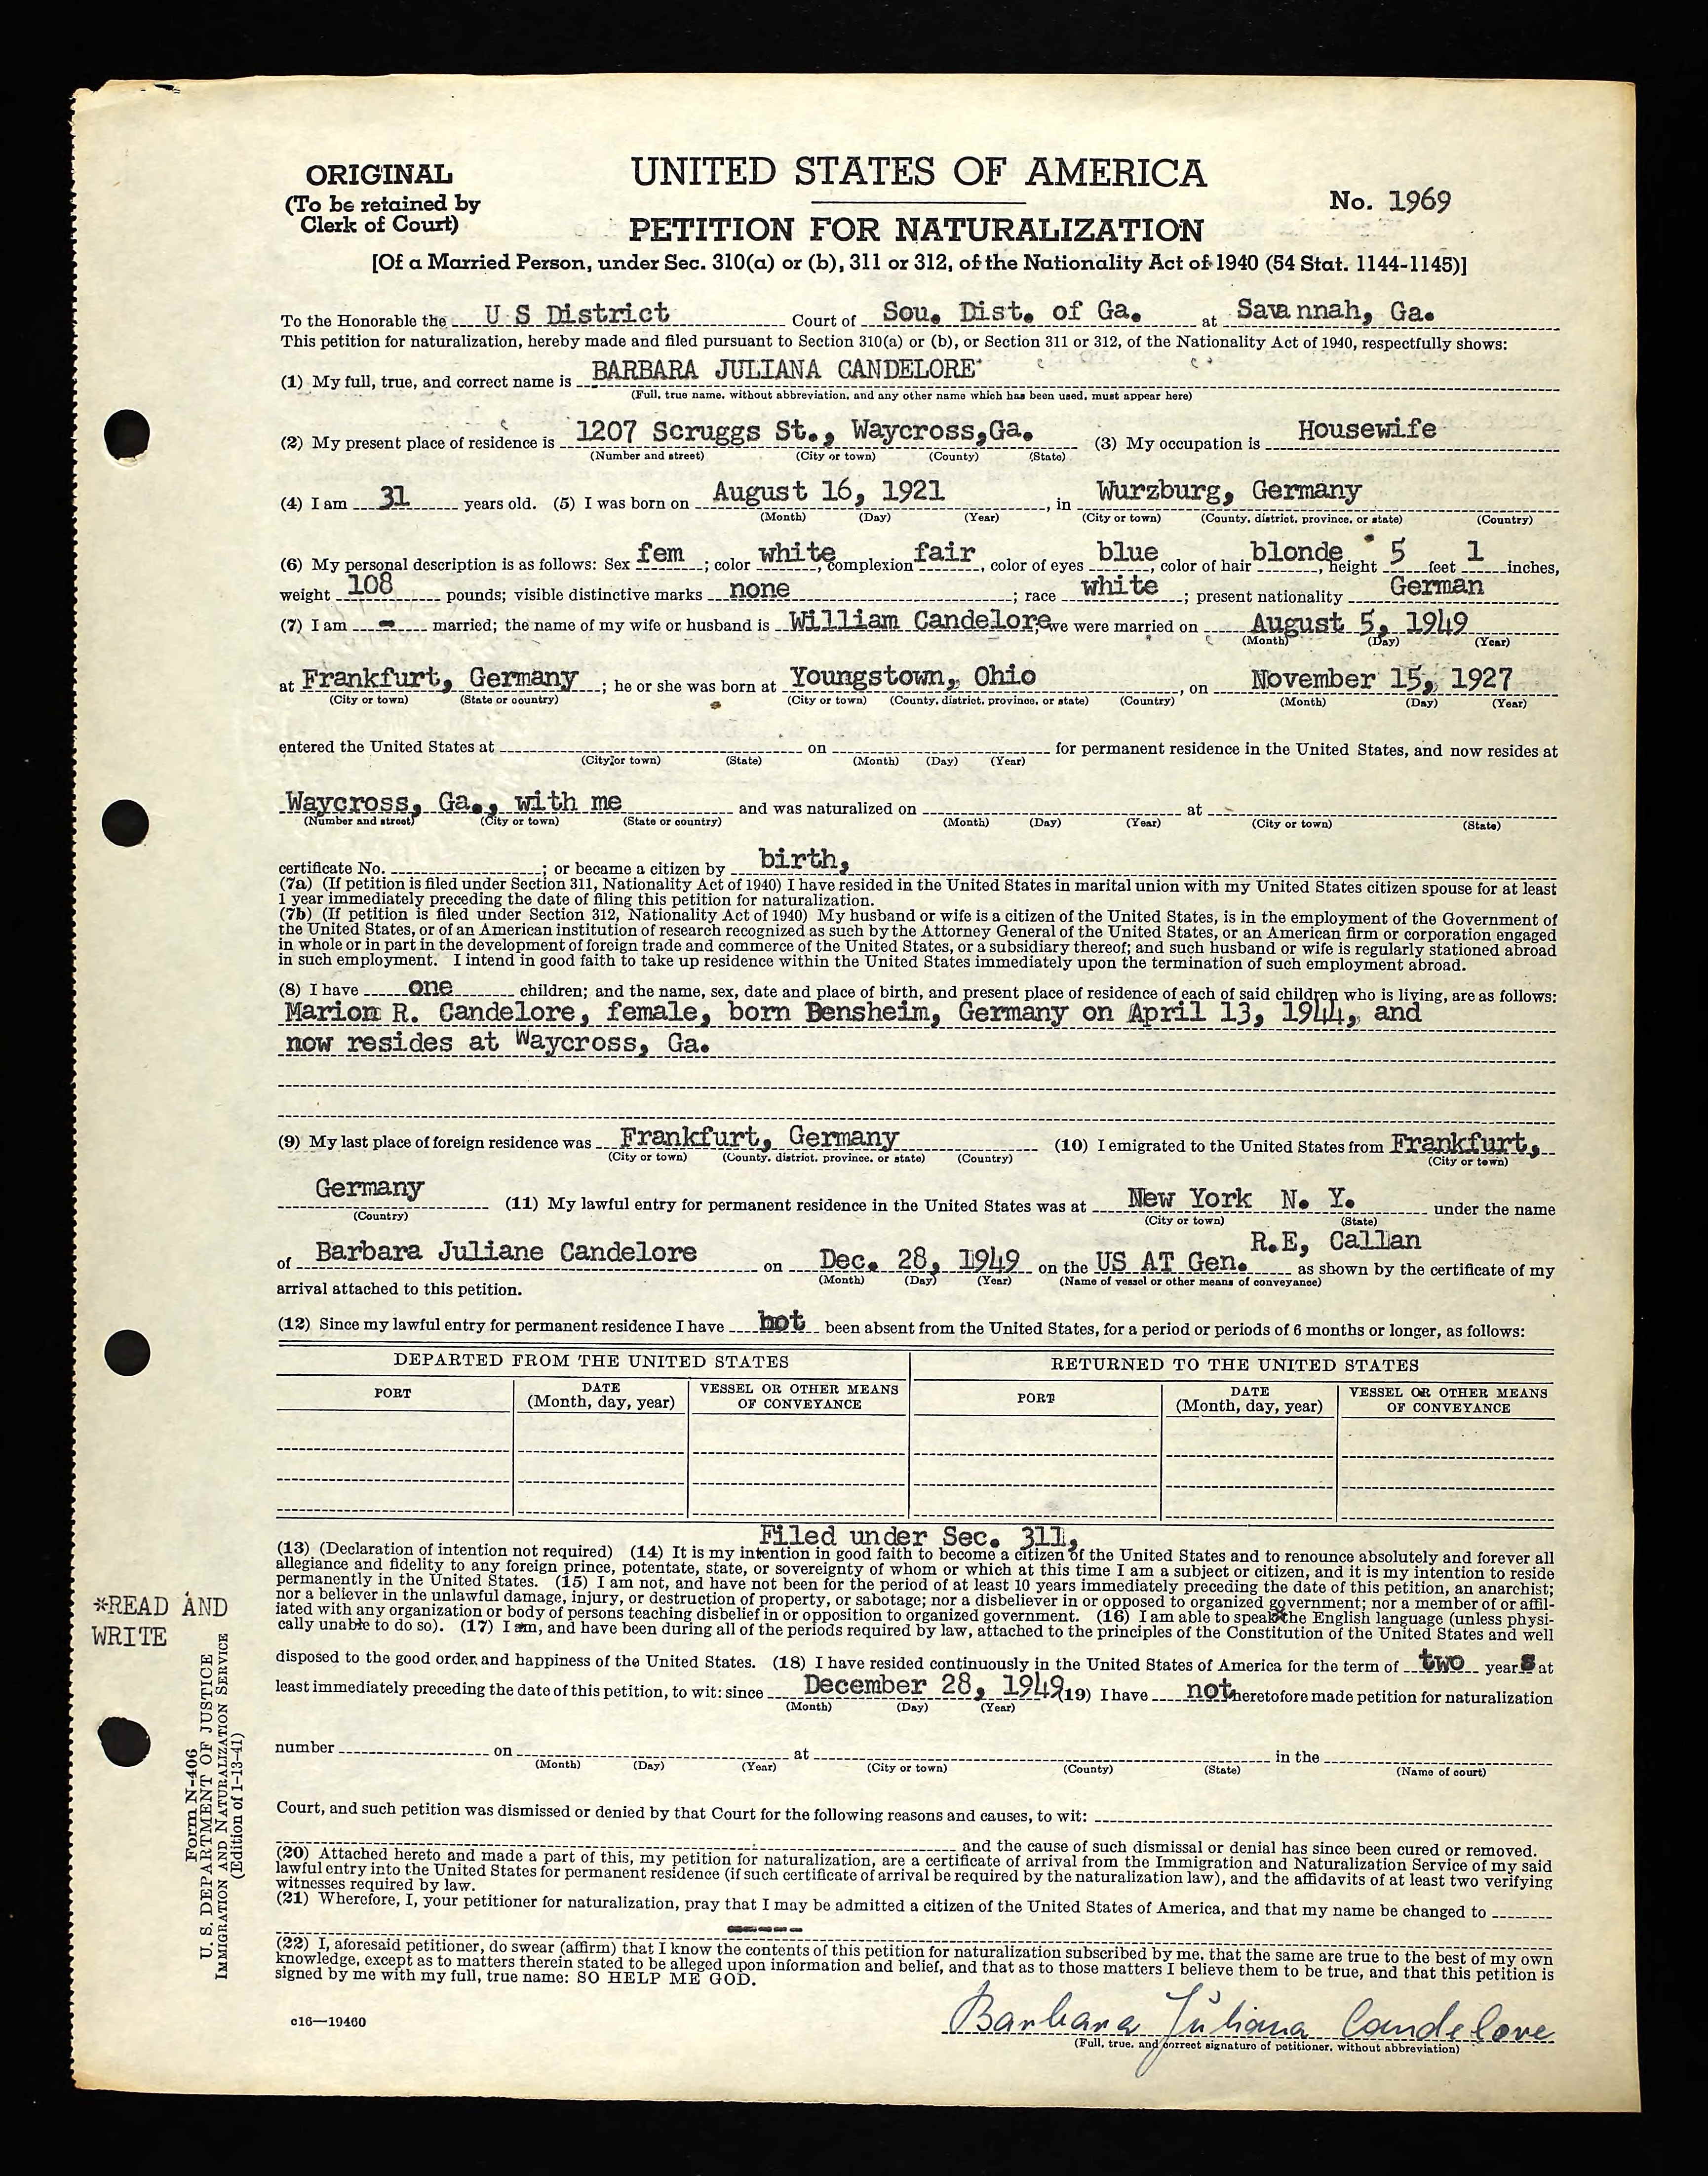 ORIGINAL
(To be retained by
Clerk of Court)
UNITED STATES OF AMERICA
PETITION FOR NATURALIZATION
No. 1969
[Of a Married Person, under Sec. 310(a) or (b), 311 or 312, of the Nationality Act of 1940 (54 Stat. 1144-1145)]
To the Honorable the U S District Court of Sou. Dist. of Ga. at Savannah, Ga.
This petition for naturalization, hereby made and filed pursuant to Section 310(a) or (b), or Section 311 or 312, of the Nationality Act of 1940, respectfully shows:
(1) My full, true, and correct name is BARBARA JULIANA CANDELORE
(Full, true name, without abbreviation, and any other name which has been used, must appear here)
(2) My present place of residence is 1207 Scruggs St., Waycross,Ga. (3) My occupation is Housewife
(Number and street) (City or town) (County) (State)
(4) I am 31 years old. (5) I was born on August 16, 1921, in Wurzburg, Germany
(Month) (Day) (Year) (City or town) (County, district, province, or state) (Country)
(6) My personal description is as follows: Sex fem; color white, complexion fair, color of eyes blue, color of hair blonde, height 5 feet 1 inches,
weight 108 pounds; visible distinctive marks none; race white; present nationality German
(7) I am - married; the name of my wife or husband is William Candelore, we were married on August 5, 1949
(Month) (Day) (Year)
at Frankfurt, Germany; he or she was born at Youngstown, Ohio, on November 15, 1927
(City or town) (State or country) (City or town) (County, district, province, or state) (Country) (Month) (Day) (Year)
entered the United States at on for permanent residence in the United States, and now resides at
(City or town) (State) (Month) (Day) (Year)
Waycross, Ga., with me and was naturalized on at
(Number and street) (City or town) (State or country) (Month) (Day) (Year) (City or town) (State)
certificate No. ; or became a citizen by birth,
(7a) (If petition is filed under Section 311, Nationality Act of 1940) I have resided in the United States in marital union with my United States citizen spouse for at least
1 year immediately preceding the date of filing this petition for naturalization.
(7b) (If petition is filed under Section 312, Nationality Act of 1940) My husband or wife is a citizen of the United States, is in the employment of the Government of
the United States, or of an American institution of research recognized as such by the Attorney General of the United States, or an American firm or corporation engaged
in whole or in part in the development of foreign trade and commerce of the United States, or a subsidiary thereof; and such husband or wife is regularly stationed abroad
in such employment. I intend in good faith to take up residence within the United States immediately upon the termination of such employment abroad.
(8) I have one children; and the name, sex, date and place of birth, and present place of residence of each of said children who is living, are as follows:
Marion R. Candelore, female, born Bensheim, Germany on April 13, 1944, and
now resides at Waycross, Ga.
(9) My last place of foreign residence was Frankfurt, Germany (10) I emigrated to the United States from Frankfurt,
(City or town) (County, district, province, or state) (Country) (City or town)
Germany (11) My lawful entry for permanent residence in the United States was at New York N. Y. under the name
(Country) (City or town) (State)
R.E, Callan
of Barbara Juliane Candelore on Dec. 28, 1949 on the US AT Gen. as shown by the certificate of my
(Month) (Day) (Year) (Name of vessel or other means of conveyance)
arrival attached to this petition.
(12) Since my lawful entry for permanent residence I have not been absent from the United States, for a period or periods of 6 months or longer, as follows:
DEPARTED FROM THE UNITED STATES RETURNED TO THE UNITED STATES
PORT DATE (Month, day, year) VESSEL OR OTHER MEANS OF CONVEYANCE PORT DATE (Month, day, year) VESSEL OR OTHER MEANS OF CONVEYANCE
Filed under Sec. 311,
(13) (Declaration of intention not required) (14) It is my intention in good faith to become a citizen of the United States and to renounce absolutely and forever all
allegiance and fidelity to any foreign prince, potentate, state, or sovereignty of whom or which at this time I am a subject or citizen, and it is my intention to reside
permanently in the United States. (15) I am not, and have not been for the period of at least 10 years immediately preceding the date of this petition, an anarchist;
nor a believer in the unlawful damage, injury, or destruction of property, or sabotage; nor a disbeliever in or opposed to organized government; nor a member of or affil-
iated with any organization or body of persons teaching disbelief in or opposition to organized government. (16) I am able to speak* the English language (unless physi-
cally unable to do so). (17) I am, and have been during all of the periods required by law, attached to the principles of the Constitution of the United States and well
disposed to the good order and happiness of the United States. (18) I have resided continuously in the United States of America for the term of two years at
least immediately preceding the date of this petition, to wit: since December 28, 1949 (19) I have not heretofore made petition for naturalization
(Month) (Day) (Year)
*READ AND
WRITE
number on at in the
(Month) (Day) (Year) (City or town) (County) (State) (Name of court)
Court, and such petition was dismissed or denied by that Court for the following reasons and causes, to wit:
and the cause of such dismissal or denial has since been cured or removed.
(20) Attached hereto and made a part of this, my petition for naturalization, are a certificate of arrival from the Immigration and Naturalization Service of my said
lawful entry into the United States for permanent residence (if such certificate of arrival be required by the naturalization law), and the affidavits of at least two verifying
witnesses required by law.
(21) Wherefore, I, your petitioner for naturalization, pray that I may be admitted a citizen of the United States of America, and that my name be changed to
(22) I, aforesaid petitioner, do swear (affirm) that I know the contents of this petition for naturalization subscribed by me, that the same are true to the best of my own
knowledge, except as to matters therein stated to be alleged upon information and belief, and that as to those matters I believe them to be true, and that this petition is
signed by me with my full, true name: SO HELP ME GOD.
Barbara Juliana Candelore
(Full, true, and correct signature of petitioner, without abbreviation)
c16—19460
Form N-406
U. S. DEPARTMENT OF JUSTICE
IMMIGRATION AND NATURALIZATION SERVICE
(Edition of 1-13-41)